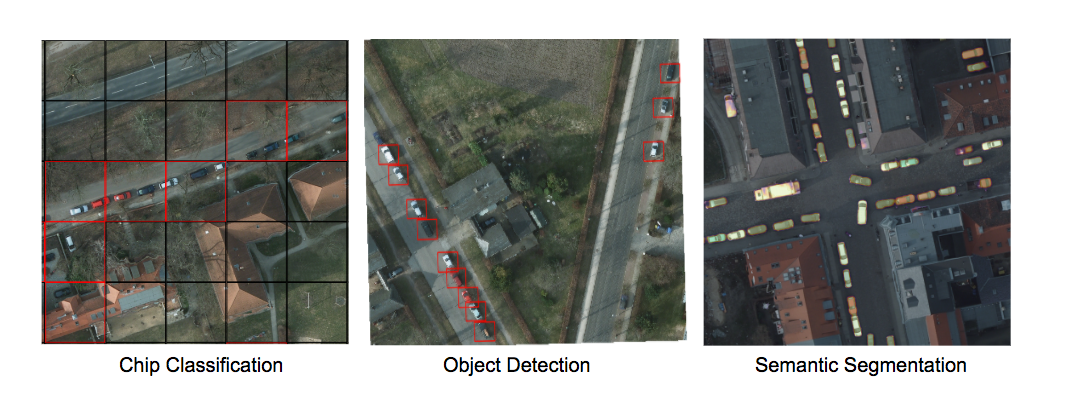 Chip Classification
Object Detection
Semantic Segmentation